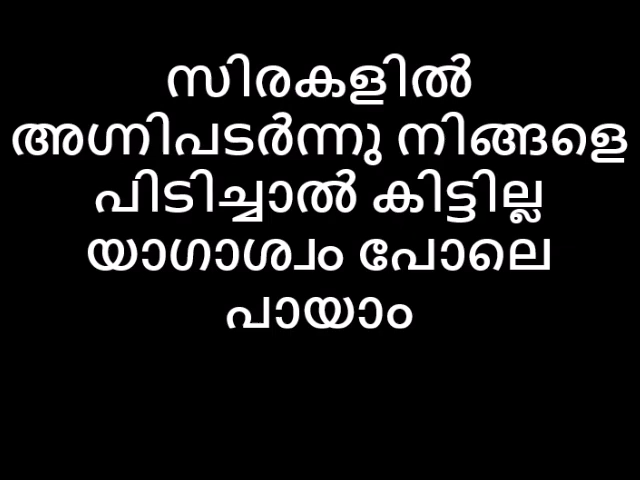 സിരകളിൽ
അഗ്നിപടർന്നു നിങ്ങളെ
പിടിച്ചാൽ കിട്ടില്ല
യാഗാശ്വം പോലെ
പായാം